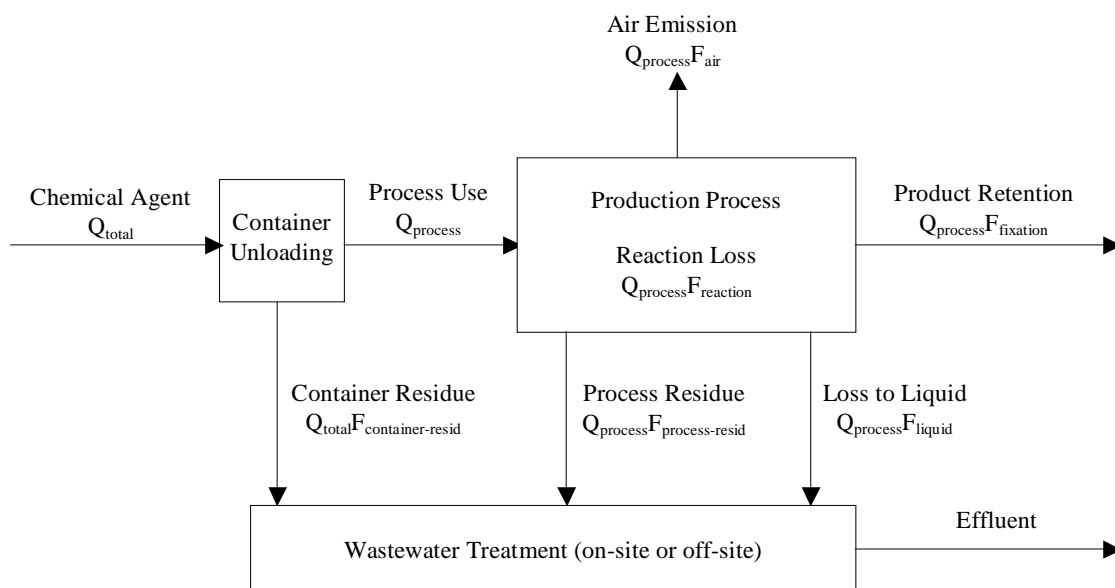 Air Emission
QprocessFair
Chemical Agent
Qtotal
Container
Unloading
Process Use
Qprocess
Production Process
Reaction Loss
QprocessFreaction
Product Retention
QprocessFfixation
Container Residue
QtotalFcontainer-resid
Process Residue
QprocessFprocess-resid
Loss to Liquid
QprocessFliquid
Wastewater Treatment (on-site or off-site)
Effluent